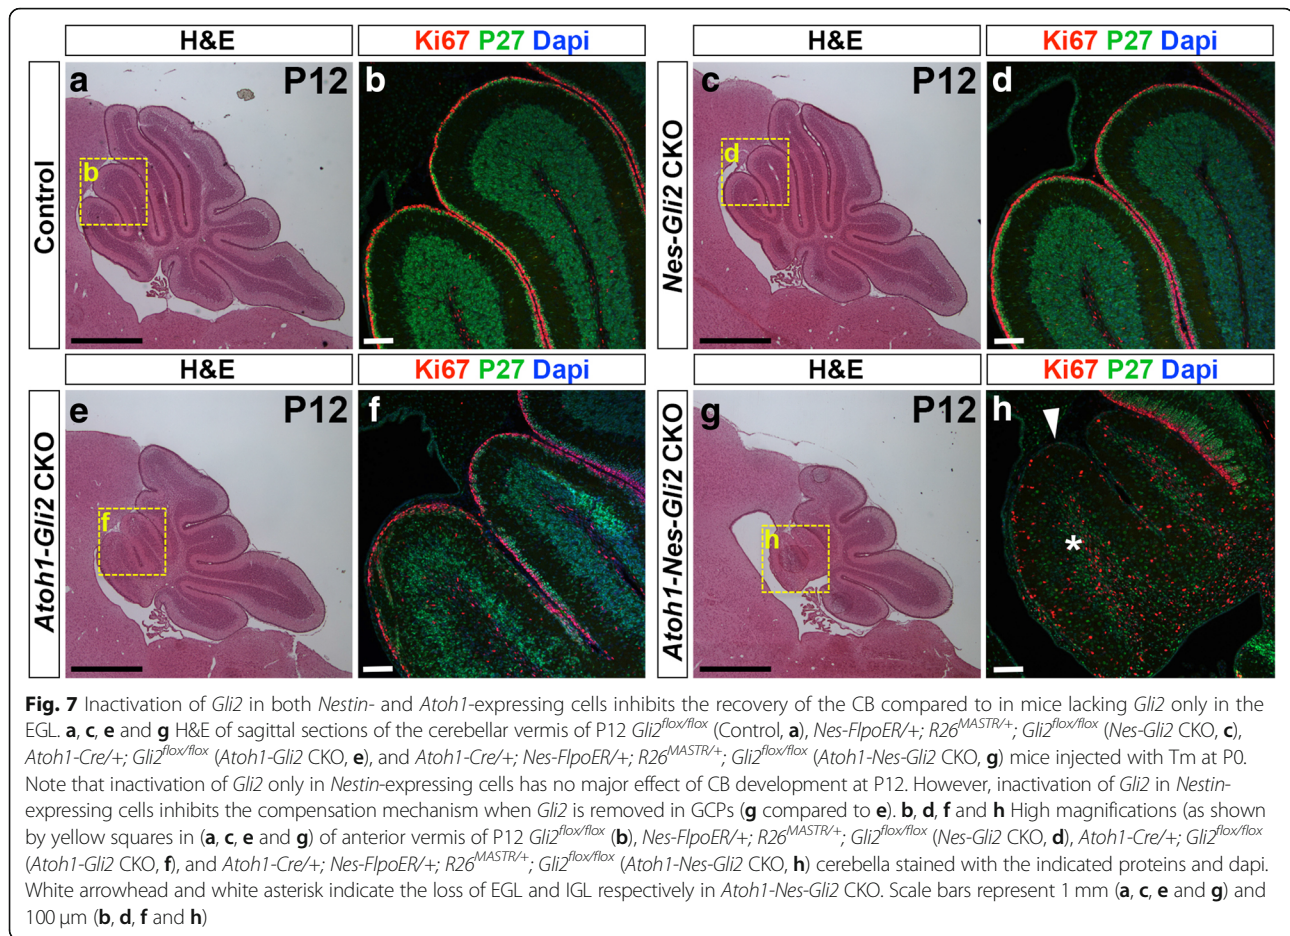 H&E
Ki67 P27 Dapi
H&E
Ki67 P27 Dapi
Control
a
P12
b
b
Nes-Gli2 CKO
c
P12
d
d
H&E
Ki67 P27 Dapi
H&E
Ki67 P27 Dapi
Atoh1-Gli2 CKO
e
P12
f
f
Atoh1-Nes-Gli2 CKO
g
P12
h
h
*
Fig. 7 Inactivation of Gli2 in both Nestin- and Atoh1-expressing cells inhibits the recovery of the CB compared to in mice lacking Gli2 only in the
EGL. a, c, e and g H&E of sagittal sections of the cerebellar vermis of P12 Gli2flox/flox (Control, a), Nes-FlpoER/+; R26MASTR/+; Gli2flox/flox (Nes-Gli2 CKO, c),
Atoh1-Cre/+; Gli2flox/flox (Atoh1-Gli2 CKO, e), and Atoh1-Cre/+; Nes-FlpoER/+; R26MASTR/+; Gli2flox/flox (Atoh1-Nes-Gli2 CKO, g) mice injected with Tm at P0.
Note that inactivation of Gli2 only in Nestin-expressing cells has no major effect of CB development at P12. However, inactivation of Gli2 in Nestin-
expressing cells inhibits the compensation mechanism when Gli2 is removed in GCPs (g compared to e). b, d, f and h High magnifications (as shown
by yellow squares in (a, c, e and g) of anterior vermis of P12 Gli2flox/flox (b), Nes-FlpoER/+; R26MASTR/+; Gli2flox/flox (Nes-Gli2 CKO, d), Atoh1-Cre/+; Gli2flox/flox
(Atoh1-Gli2 CKO, f), and Atoh1-Cre/+; Nes-FlpoER/+; R26MASTR/+; Gli2flox/flox (Atoh1-Nes-Gli2 CKO, h) cerebella stained with the indicated proteins and dapi.
White arrowhead and white asterisk indicate the loss of EGL and IGL respectively in Atoh1-Nes-Gli2 CKO. Scale bars represent 1 mm (a, c, e and g) and
100 μm (b, d, f and h)